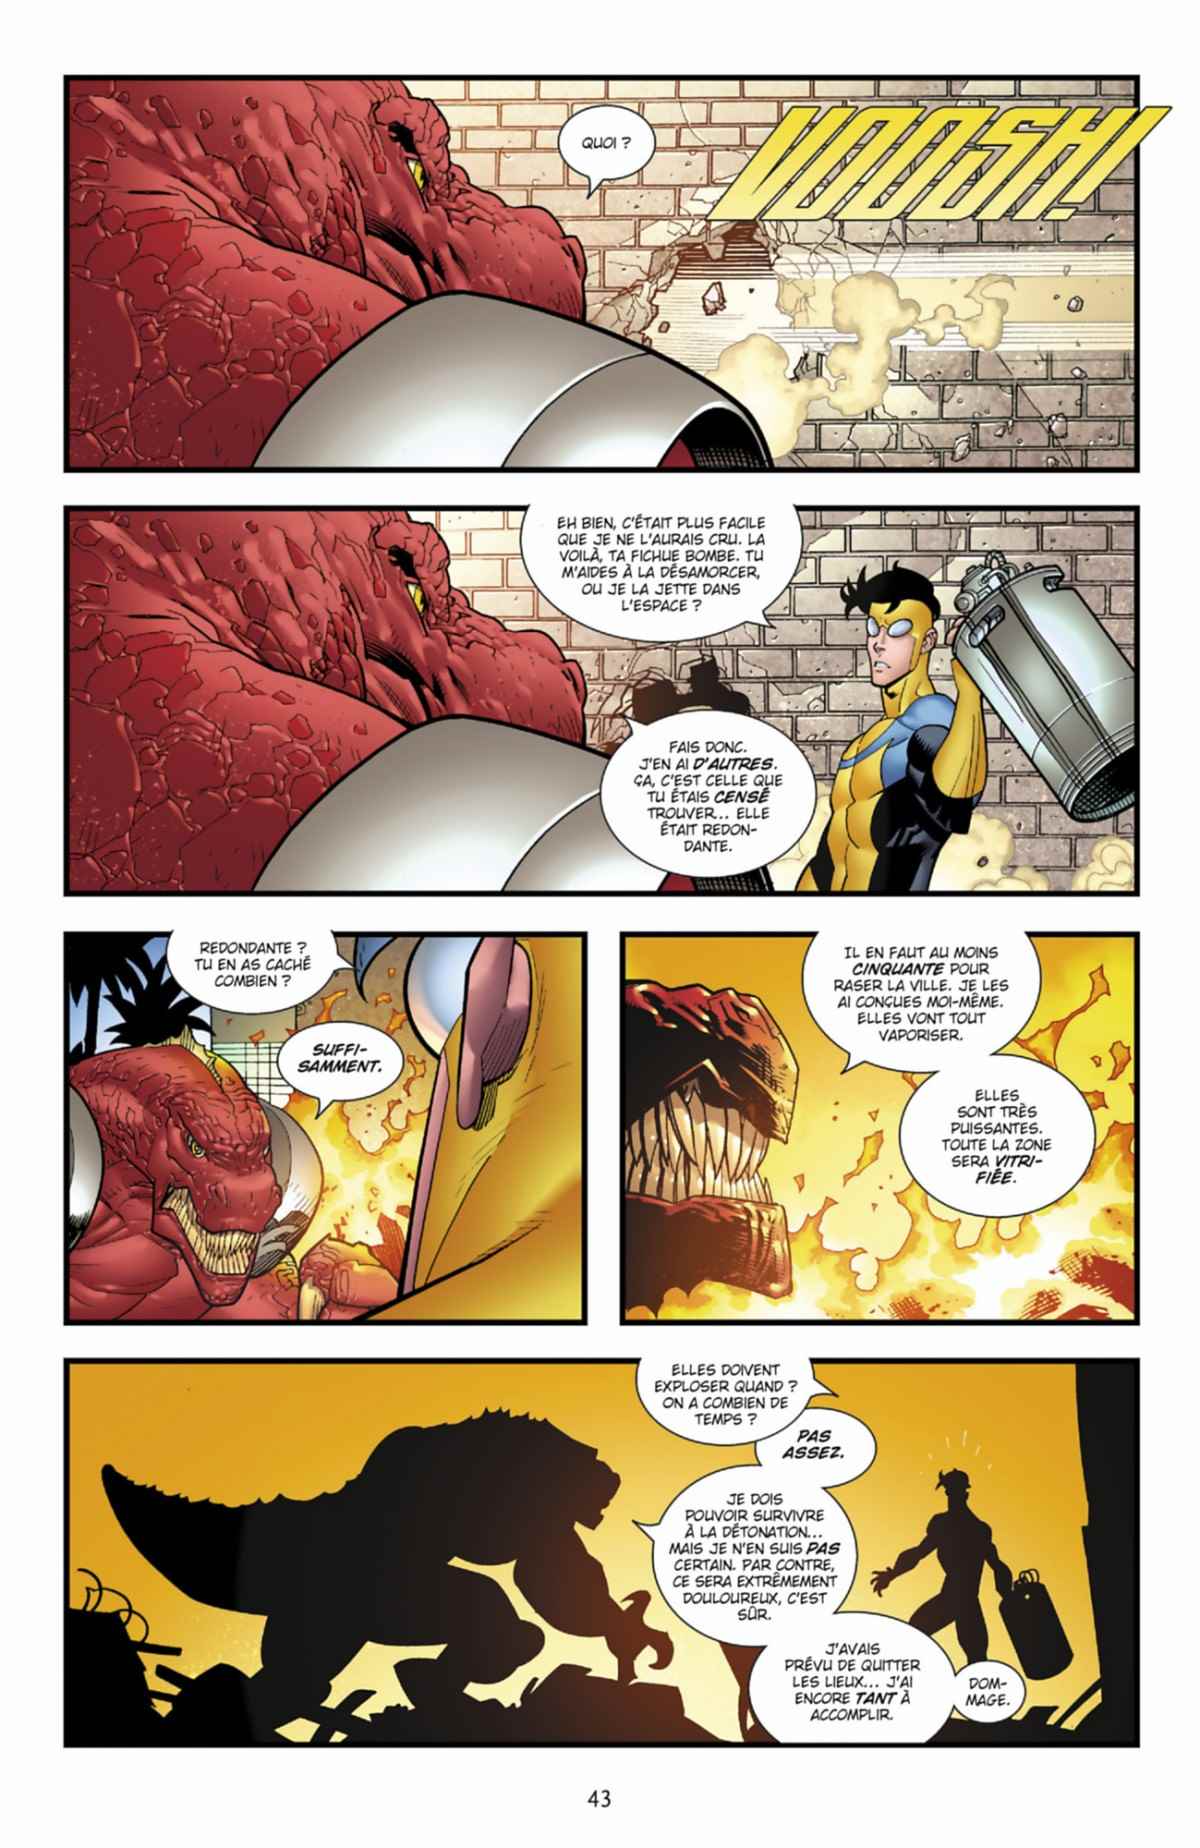 QUOI ?
VOOSH!
EH BIEN, C'ÉTAIT PLUS FACILE
QUE JE NE L'AURAIS CRU. LA
VOILÀ, TA FICHUE BOMBE. TU
M'AIDES À LA DÉSAMORCER,
OU JE LA JETTE DANS
L'ESPACE ?
FAIS DONC.
J'EN AI D'AUTRES.
ÇA, C'EST CELLE QUE
TU ÉTAIS CENSÉ
TROUVER... ELLE
ÉTAIT REDON-
DANTE.
REDONDANTE ?
TU EN AS CACHÉ
COMBIEN ?
SUFFI-
SAMMENT.
IL EN FAUT AU MOINS
CINQUANTE POUR
RASER LA VILLE. JE LES
AI CONÇUES MOI-MÊME.
ELLES VONT TOUT
VAPORISER.
ELLES
SONT TRÈS
PUISSANTES.
TOUTE LA ZONE
SERA VITRI-
FIÉE.
ELLES DOIVENT
EXPLOSER QUAND ?
ON A COMBIEN DE
TEMPS ?
PAS
ASSEZ.
JE DOIS
POUVOIR SURVIVRE
À LA DÉTONATION...
MAIS JE N'EN SUIS PAS
CERTAIN. PAR CONTRE,
CE SERA EXTRÊMEMENT
DOULOUREUX, C'EST
SÛR.
J'AVAIS
PRÉVU DE QUITTER
LES LIEUX... J'AI
ENCORE TANT À
ACCOMPLIR.
DOM-
MAGE.
43